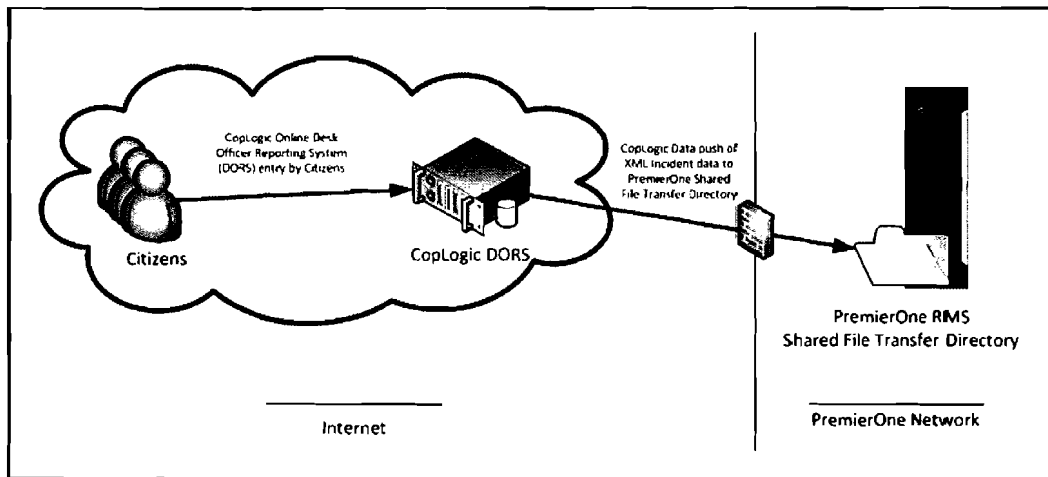 CopLogic Online Desk
Officer Reporting System
(DORS) entry by Citizens
CopLogic Data push of
XML Incident data to
PremierOne Shared
File Transfer Directory
Citizens
CopLogic DORS
PremierOne RMS
Shared File Transfer Directory
Internet
PremierOne Network